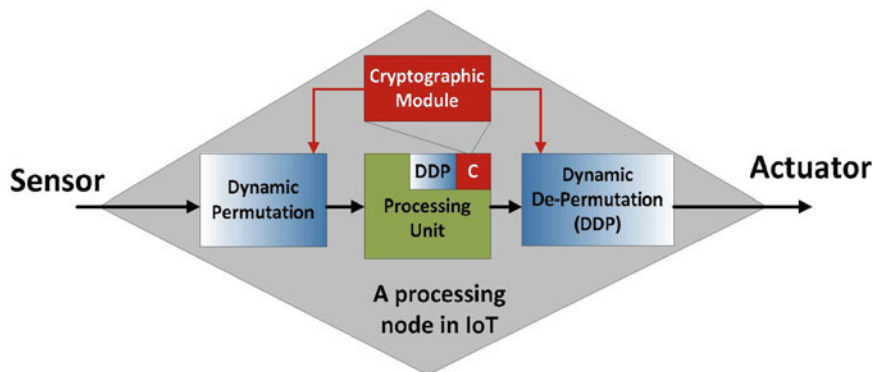 Cryptographic
Module
Sensor
Dynamic
Permutation
DDP
C
Processing
Unit
Dynamic
De-Permutation
(DDP)
Actuator
A processing
node in IoT